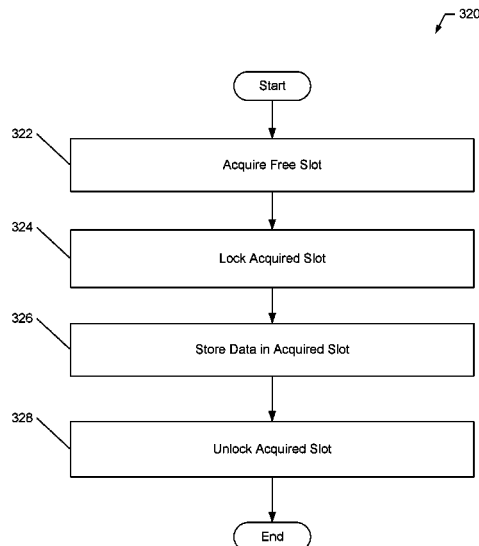 320
Start
322
Acquire Free Slot
324
Lock Acquired Slot
326
Store Data in Acquired Slot
328
Unlock Acquired Slot
End